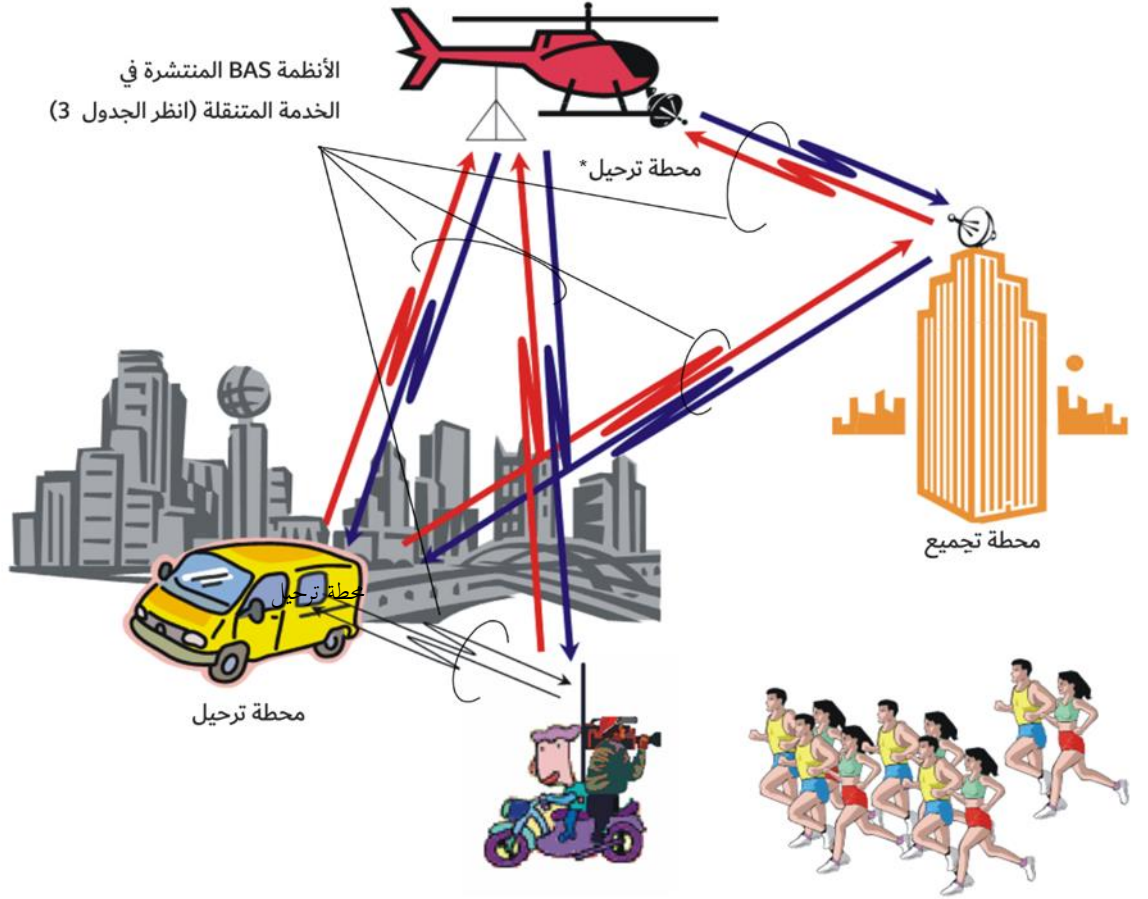 الأنظمة BAS المنتشرة في
الخدمة المتنقلة (انظر الجدول 3)
محطة ترحيل*
محطة تجميع
محطة ترحيل
محطة ترحيل